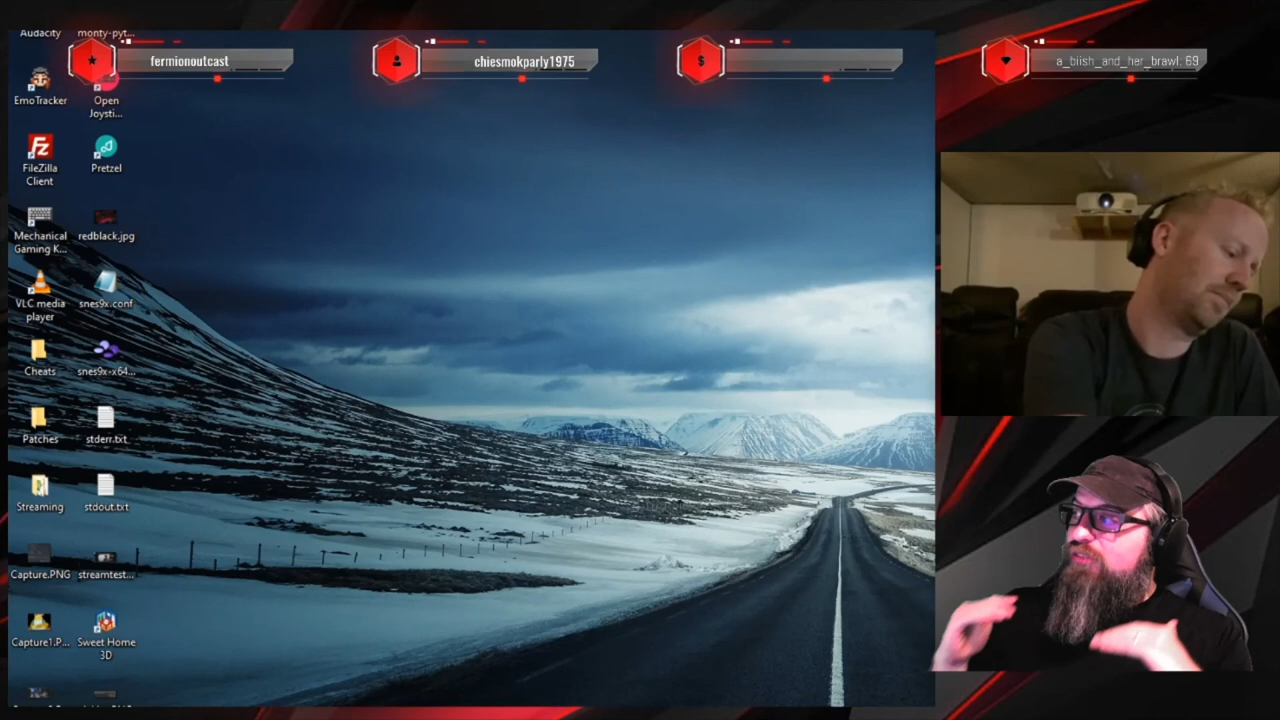 Audacity
monty-pyt...
fermionoutcast
chiesmokparly1975
a_biish_and_her_brawl. 69
EmoTracker
Open
Joysti...
FileZilla
Client
Pretzel
Mechanical
Gaming K...
redblack.jpg
VLC media
player
snes9x.conf
Cheats
snes9x-x64...
Patches
stderr.txt
Streaming
stdout.txt
Capture.PNG
streamtest...
Capture1.P...
Sweet Home
3D